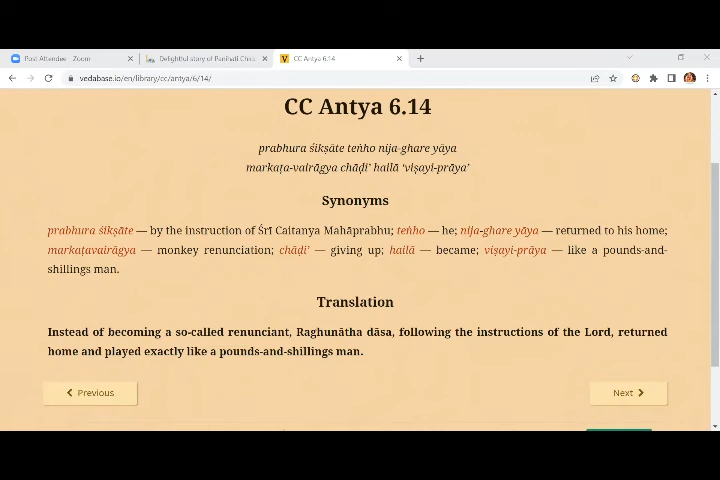 Post Attendee - Zoom
Delightful story of Panihati Chid
CC Antya 6.14
vedabase.io/en/library/cc/antya/6/14/
CC Antya 6.14
prabhura śikṣāte teṅho nija-ghare yāya
markaṭa-vairāgya chāḍi’ hailā ‘viṣayi-prāya’
Synonyms
prabhura śikṣāte — by the instruction of Śrī Caitanya Mahāprabhu; teṅho — he; nija-ghare yāya — returned to his home;
markaṭavairāgya — monkey renunciation; chāḍi’ — giving up; hailā — became; viṣayi-prāya — like a pounds-and-
shillings man.
Translation
Instead of becoming a so-called renunciant, Raghunātha dāsa, following the instructions of the Lord, returned
home and played exactly like a pounds-and-shillings man.
Previous
Next